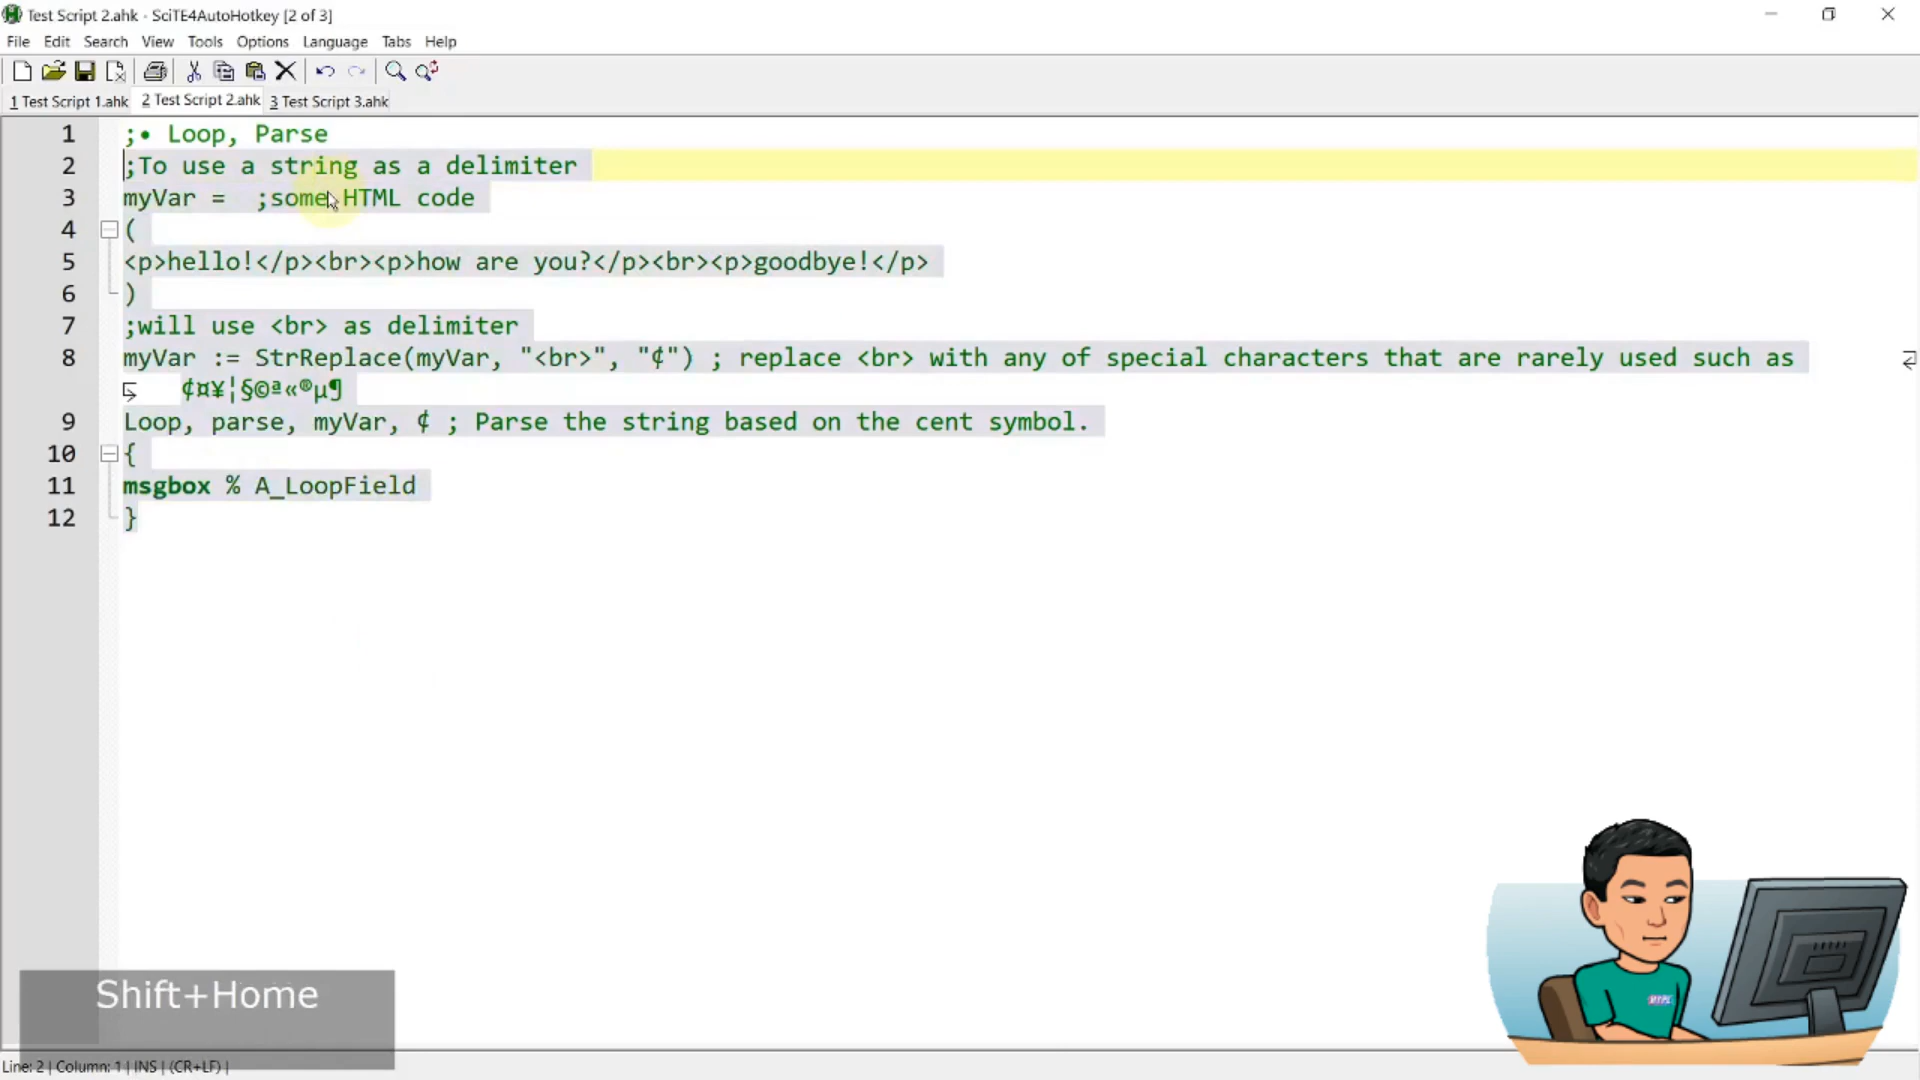 Test Script 2.ahk - SciTE4AutoHotkey [2 of 3]
File Edit Search View Tools Options Language Tabs Help
1 Test Script 1.ahk 2 Test Script 2.ahk 3 Test Script 3.ahk
1 ;• Loop, Parse
2 ;To use a string as a delimiter
3 myVar =  ;some HTML code
4 (
5 <p>hello!</p><br><p>how are you?</p><br><p>goodbye!</p>
6 )
7 ;will use <br> as delimiter
8 myVar := StrReplace(myVar, "<br>", "¢") ; replace <br> with any of special characters that are rarely used such as
¢¤¥¦§©ª«®µ¶
9 Loop, parse, myVar, ¢ ; Parse the string based on the cent symbol.
10 {
11 msgbox % A_LoopField
12 }
Shift+Home
Line: 2 | Column: 1 | INS | (CR+LF) |